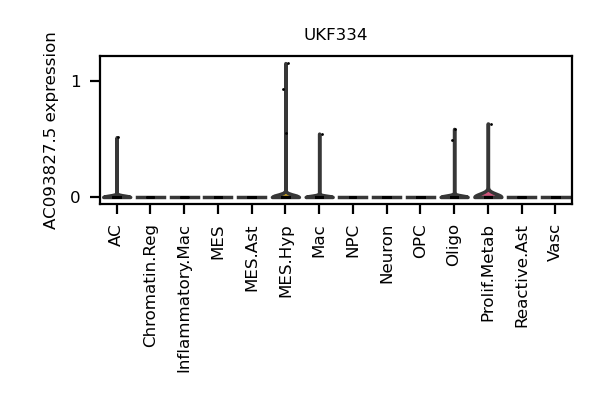 UKF334
AC093827.5 expression
1
0
AC
Chromatin.Reg
Inflammatory.Mac
MES
MES.Ast
MES.Hyp
Mac
NPC
Neuron
OPC
Oligo
Prolif.Metab
Reactive.Ast
Vasc